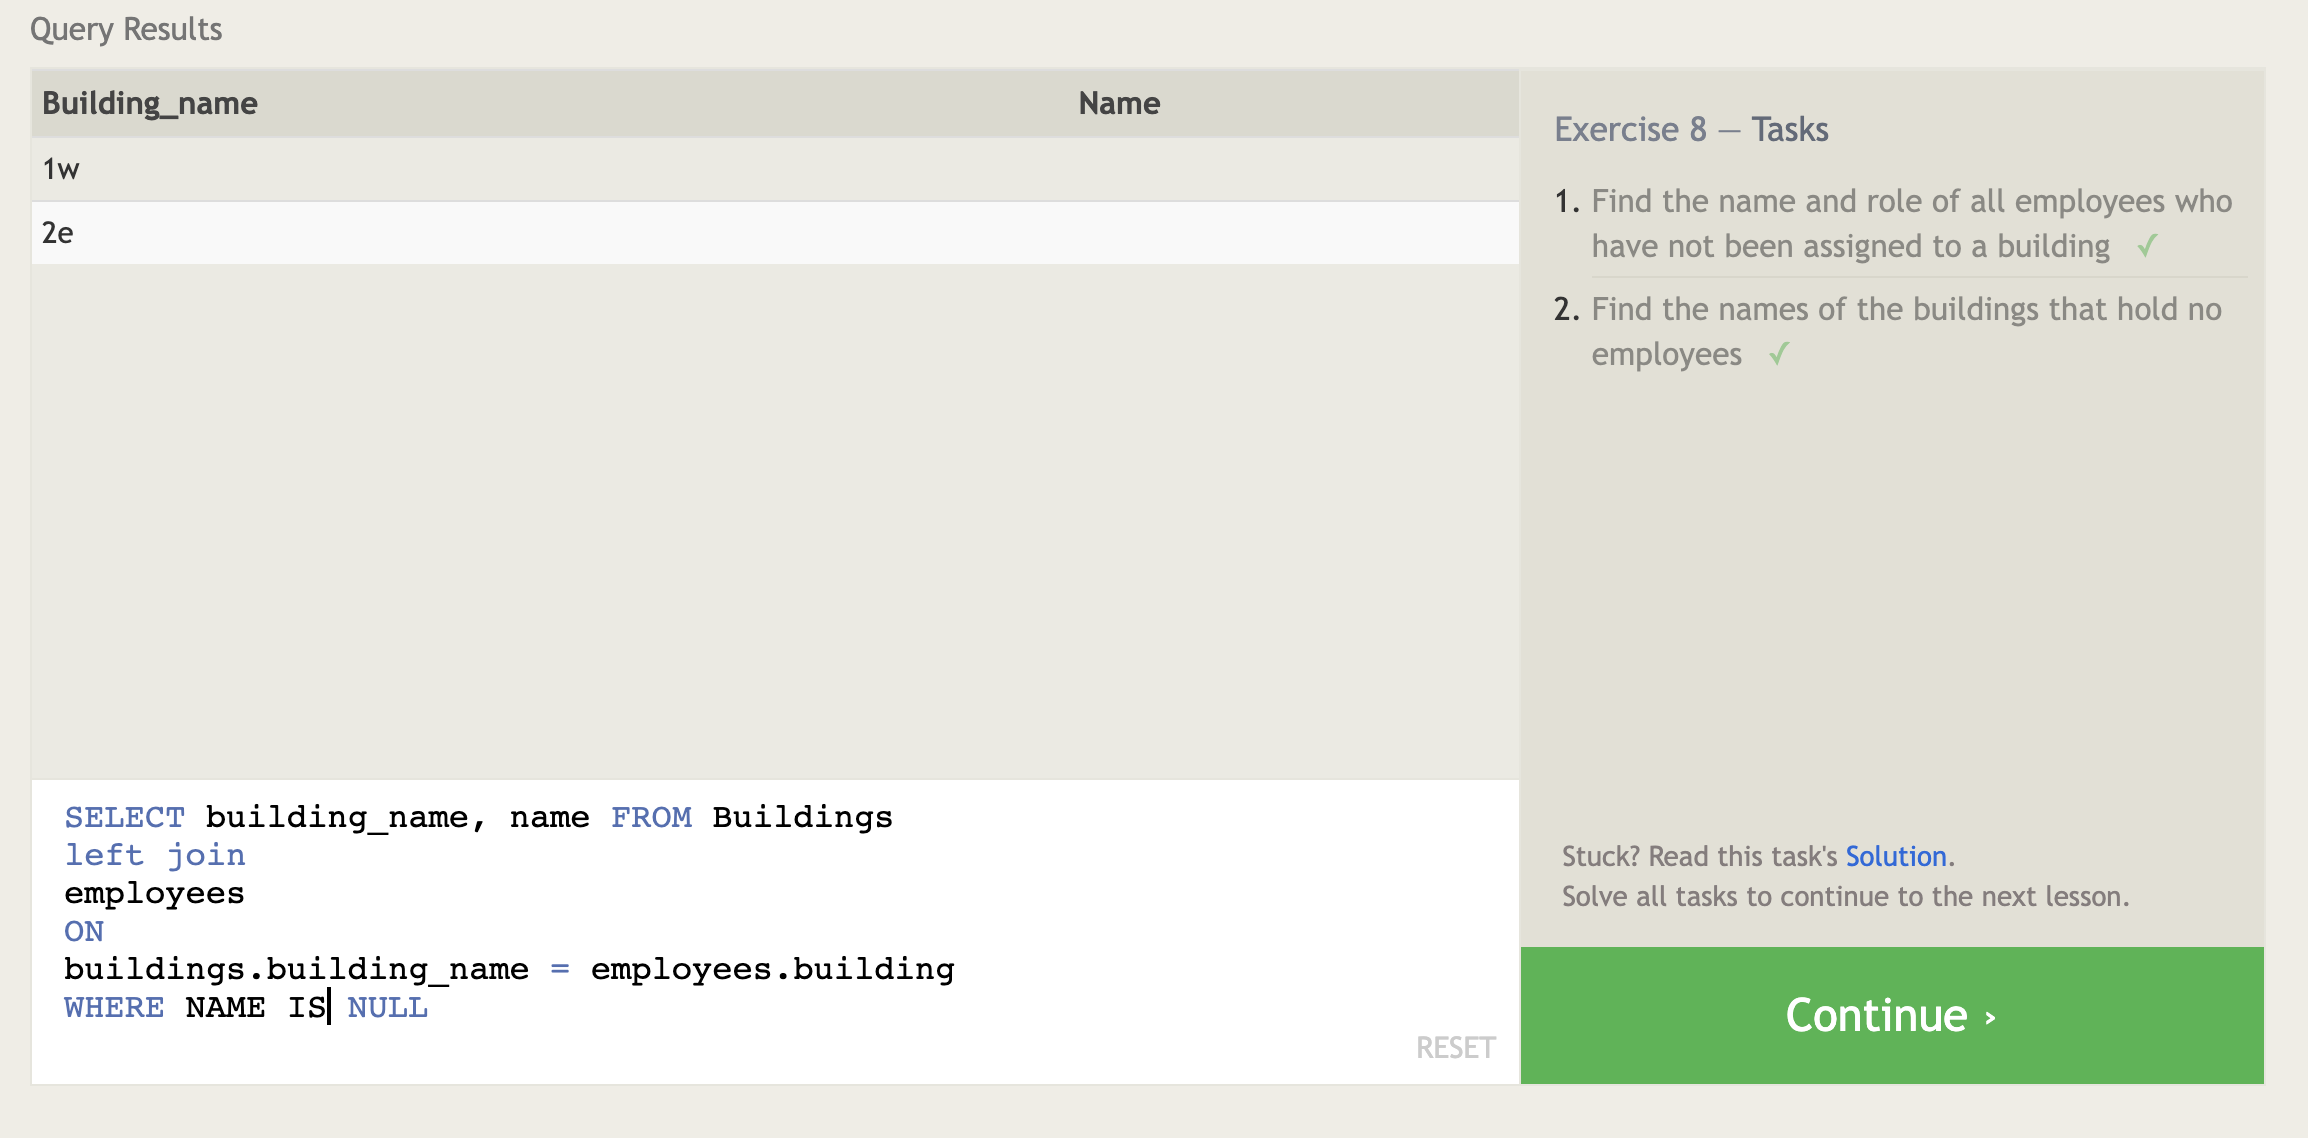 Query Results
Building_name Name
1w
2e
SELECT building_name, name FROM Buildings
left join
employees
ON
buildings.building_name = employees.building
WHERE NAME IS NULL
RESET
Exercise 8 — Tasks
1. Find the name and role of all employees who
have not been assigned to a building ✓
2. Find the names of the buildings that hold no
employees ✓
Stuck? Read this task's Solution.
Solve all tasks to continue to the next lesson.
Continue ›